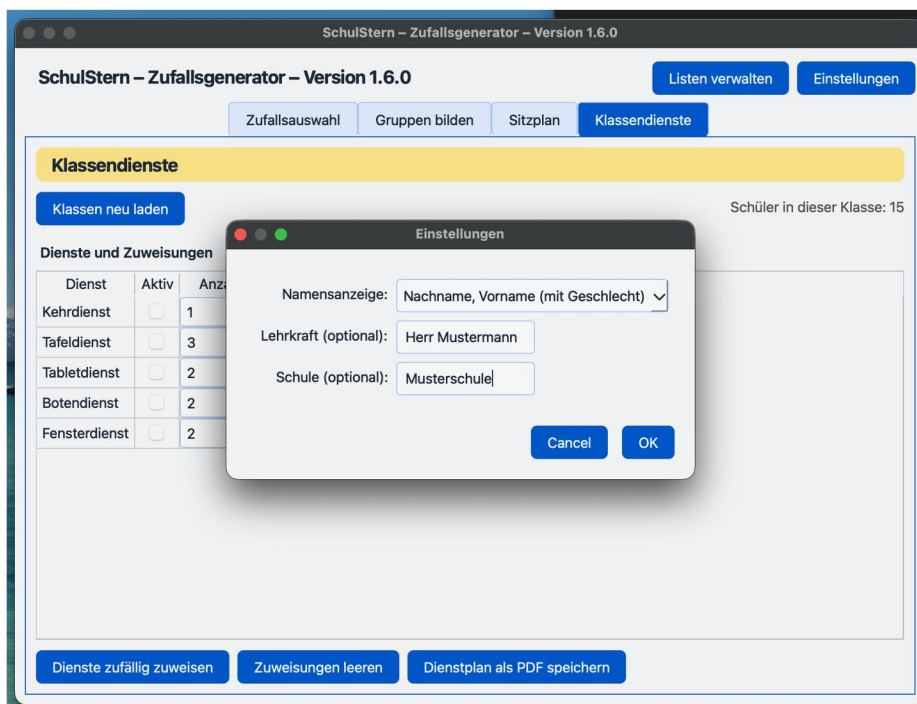 SchulStern – Zufallsgenerator – Version 1.6.0
SchulStern – Zufallsgenerator – Version 1.6.0
Listen verwalten
Einstellungen
Zufallsauswahl
Gruppen bilden
Sitzplan
Klassendienste
Klassendienste
Klassen neu laden
Schüler in dieser Klasse: 15
Einstellungen
Namensanzeige: Nachname, Vorname (mit Geschlecht)
Lehrkraft (optional): Herr Mustermann
Schule (optional): Musterschule
Cancel
OK
Dienste und Zuweisungen
Dienst Aktiv Anza
Kehrdienst 1
Tafeldienst 3
Tabletdienst 2
Botendienst 2
Fensterdienst 2
Dienste zufällig zuweisen
Zuweisungen leeren
Dienstplan als PDF speichern